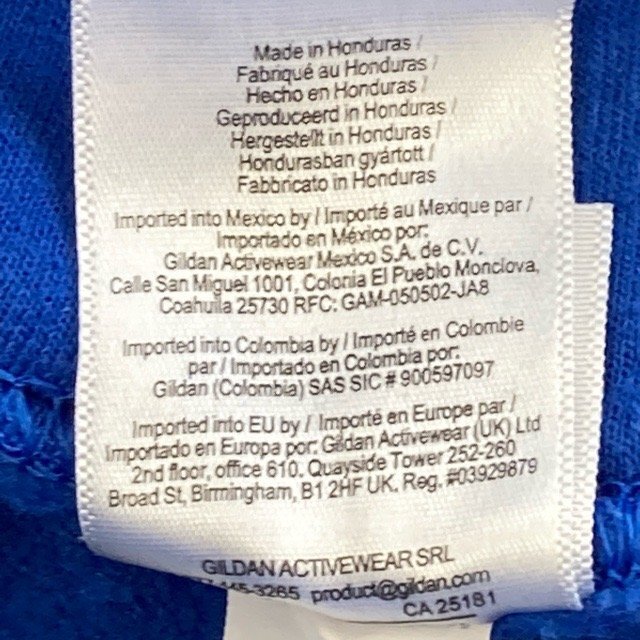 Made in Honduras /
Fabriqué au Honduras /
Hecho en Honduras /
Geproduceerd in Honduras /
Hergestellt in Honduras /
Hondurasban gyártott /
Fabbricato in Honduras
Imported into Mexico by / Importé au Mexique par /
Importado en México por:
Gildan Activewear Mexico S.A. de C.V.
Calle San Miguel 1001, Colonia El Pueblo Monclova,
Coahuila 25730 RFC: GAM-050502-JA8
Imported into Colombia by / Importé en Colombie
par / Importado en Colombia por:
Gildan (Colombia) SAS SIC # 900597097
Imported into EU by / Importé en Europe par /
Importado en Europa por: Gildan Activewear (UK) Ltd
2nd floor, office 610, Quayside Tower 252-260
Broad St, Birmingham, B1 2HF UK. Reg. #03929879
GILDAN ACTIVEWEAR SRL
product@gildan.com
CA 25181